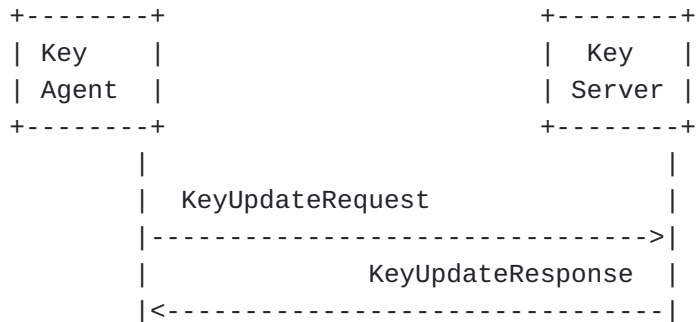 +--------+                        +--------+
| Key    |                        |  Key   |
| Agent  |                        | Server |
+--------+                        +--------+
        |                                  |
        |  KeyUpdateRequest                |
        |--------------------------------->|
        |              KeyUpdateResponse   |
        |<---------------------------------|